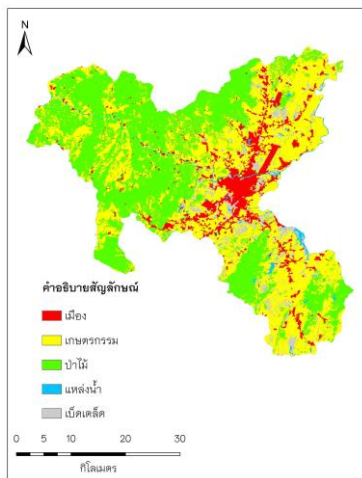 N
คำอธิบายสัญลักษณ์
เมือง
เกษตรกรรม
ป่าไม้
แหล่งน้ำ
เบ็ดเตล็ด
0 5 10 20 30
กิโลเมตร